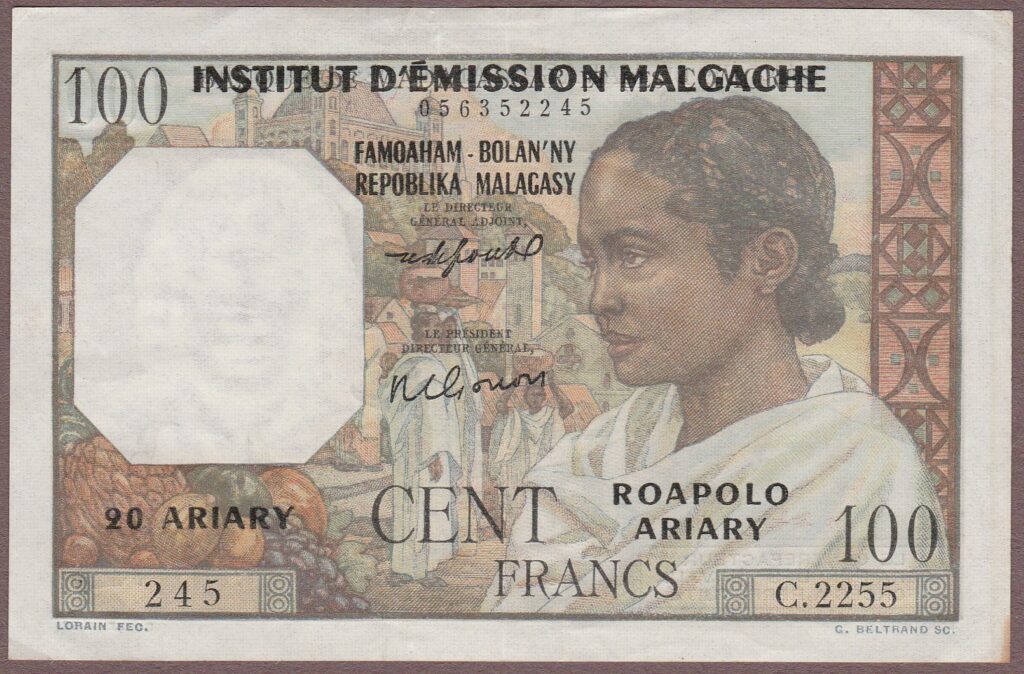 100
INSTITUT D'ÉMISSION MALGACHE
056352245
FAMOAHAM - BOLAN'NY
REPOBLIKA MALAGASY
LE DIRECTEUR
GÉNÉRAL ADJOINT,
LE PRÉSIDENT
DIRECTEUR GÉNÉRAL,
20 ARIARY
CENT
FRANCS
ROAPOLO
ARIARY
100
245
C.2255
LORAIN FEC.
G. BELTRAND SC.